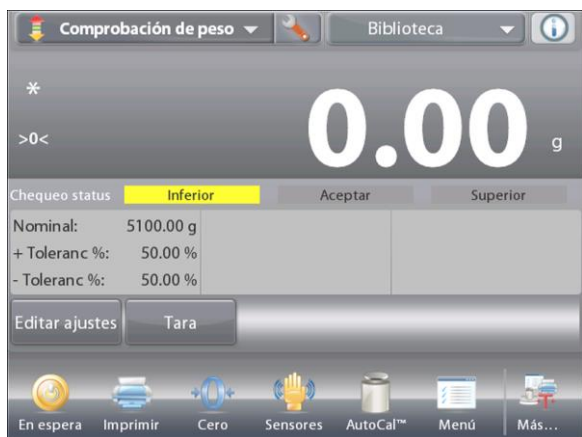 Comprobación de peso
Biblioteca
*
>0<
0.00 g
Chequeo status Inferior Aceptar Superior
Nominal: 5100.00 g
+ Toleranc %: 50.00 %
- Toleranc %: 50.00 %
Editar ajustes Tara
En espera Imprimir Cero Sensores AutoCal™ Menú Más...